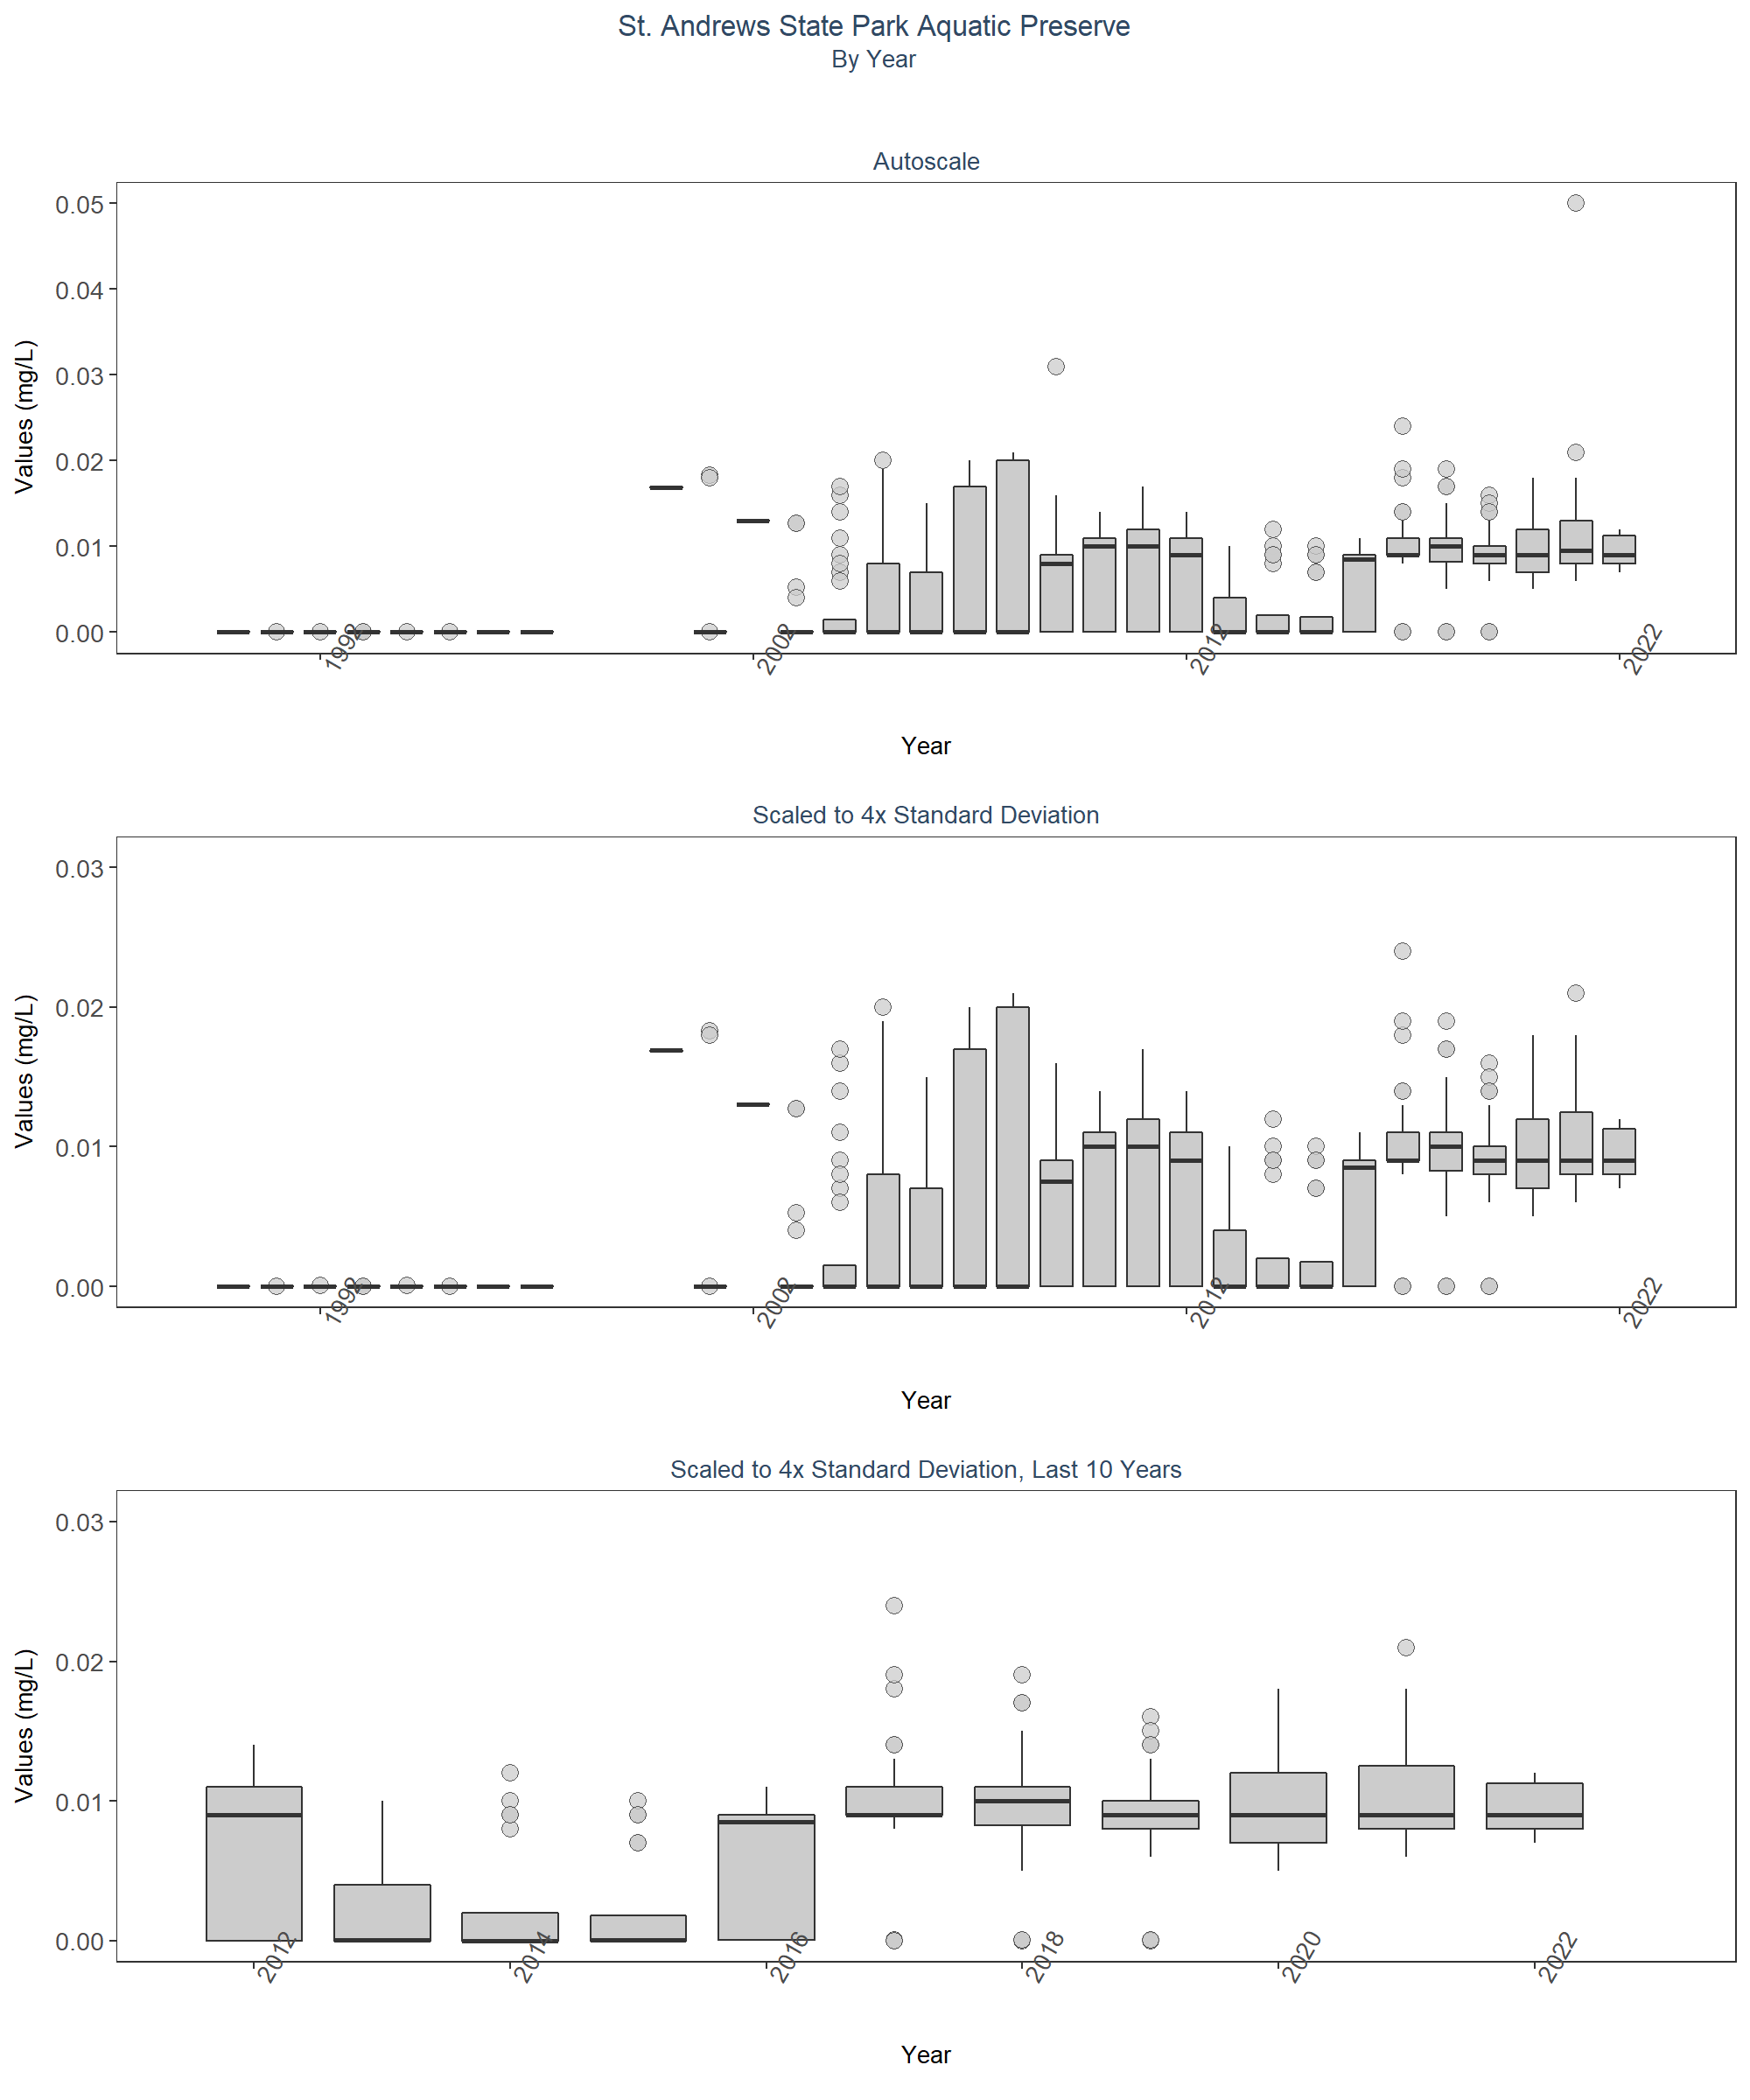 St. Andrews State Park Aquatic Preserve
By Year
Autoscale
0.05
0.04
0.03
0.02
0.01
0.00
Values (mg/L)
1992
2002
2012
2022
Year
Scaled to 4x Standard Deviation
0.03
0.02
0.01
0.00
Values (mg/L)
1992
2002
2012
2022
Year
Scaled to 4x Standard Deviation, Last 10 Years
0.03
0.02
0.01
0.00
Values (mg/L)
2012
2014
2016
2018
2020
2022
Year